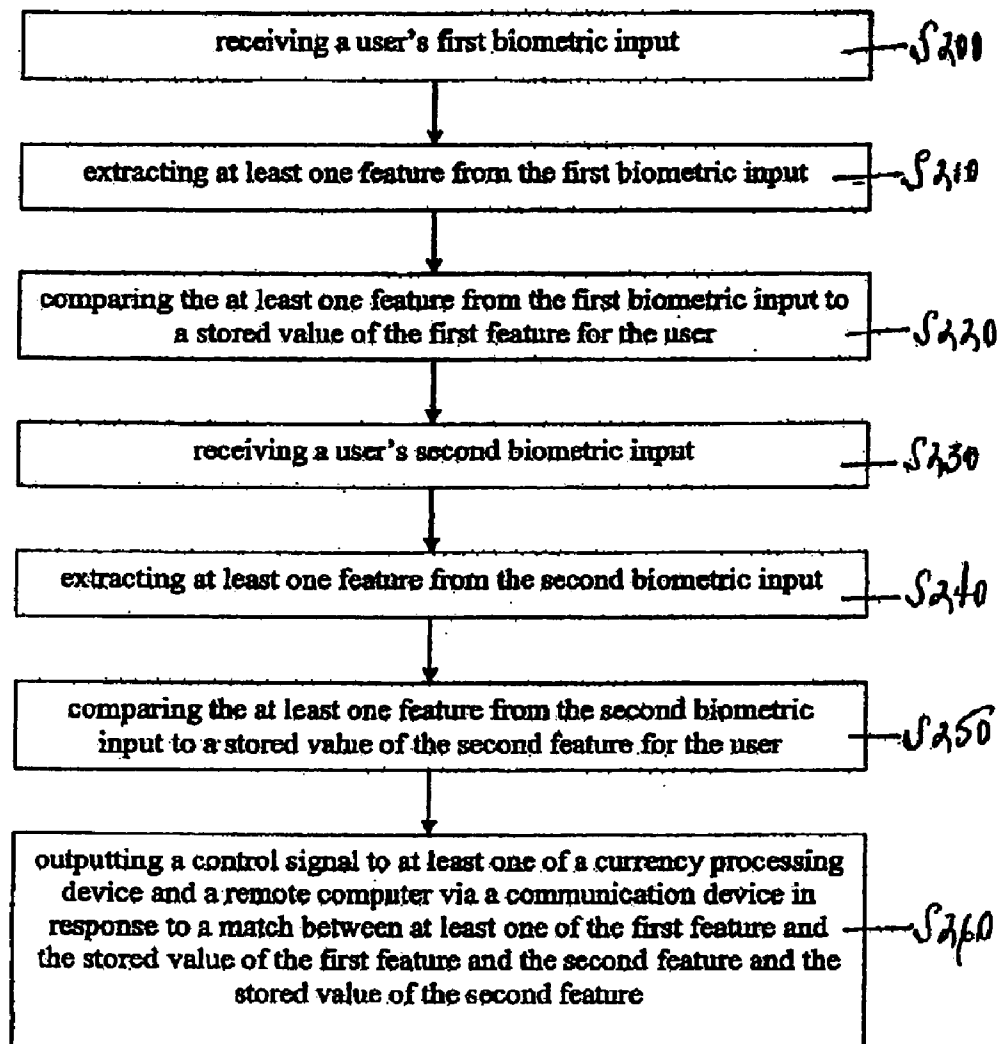 receiving a user's first biometric input
S200
extracting at least one feature from the first biometric input
S210
comparing the at least one feature from the first biometric input to
a stored value of the first feature for the user
S220
receiving a user's second biometric input
S230
extracting at least one feature from the second biometric input
S240
comparing the at least one feature from the second biometric
input to a stored value of the second feature for the user
S250
outputting a control signal to at least one of a currency processing
device and a remote computer via a communication device in
response to a match between at least one of the first feature and
the stored value of the first feature and the second feature and the
stored value of the second feature
S260